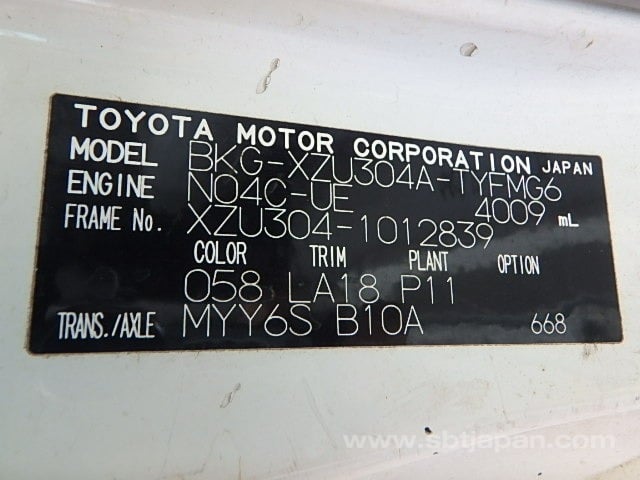 TOYOTA MOTOR CORPORATION JAPAN
MODEL BKG-XZU304A-TYFMG6
ENGINE N04C-UE 4009 mL
FRAME No. XZU304-1012839
COLOR TRIM PLANT OPTION
058 LA18 P11
TRANS./AXLE MYY6S B10A 668
www.sbtjapan.com